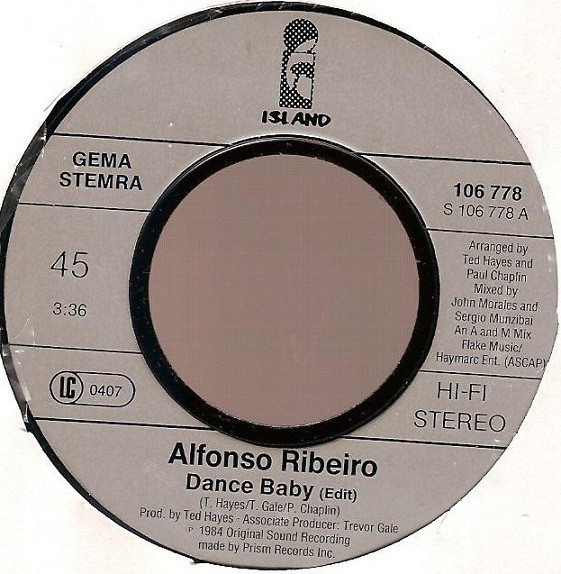 ISLAND
GEMA
STEMRA
106 778
S 106 778 A
45
3:36
Arranged by
Ted Hayes and
Paul Chaplin
Mixed by
John Morales and
Sergio Munzibai
An A and M Mix
Flake Music/
Haymarc Ent. (ASCAP)
LC 0407
HI-FI
STEREO
Alfonso Ribeiro
Dance Baby (Edit)
(T. Hayes/T. Gale/P. Chaplin)
Prod. by Ted Hayes - Associate Producer: Trevor Gale
℗ 1984 Original Sound Recording
made by Prism Records Inc.